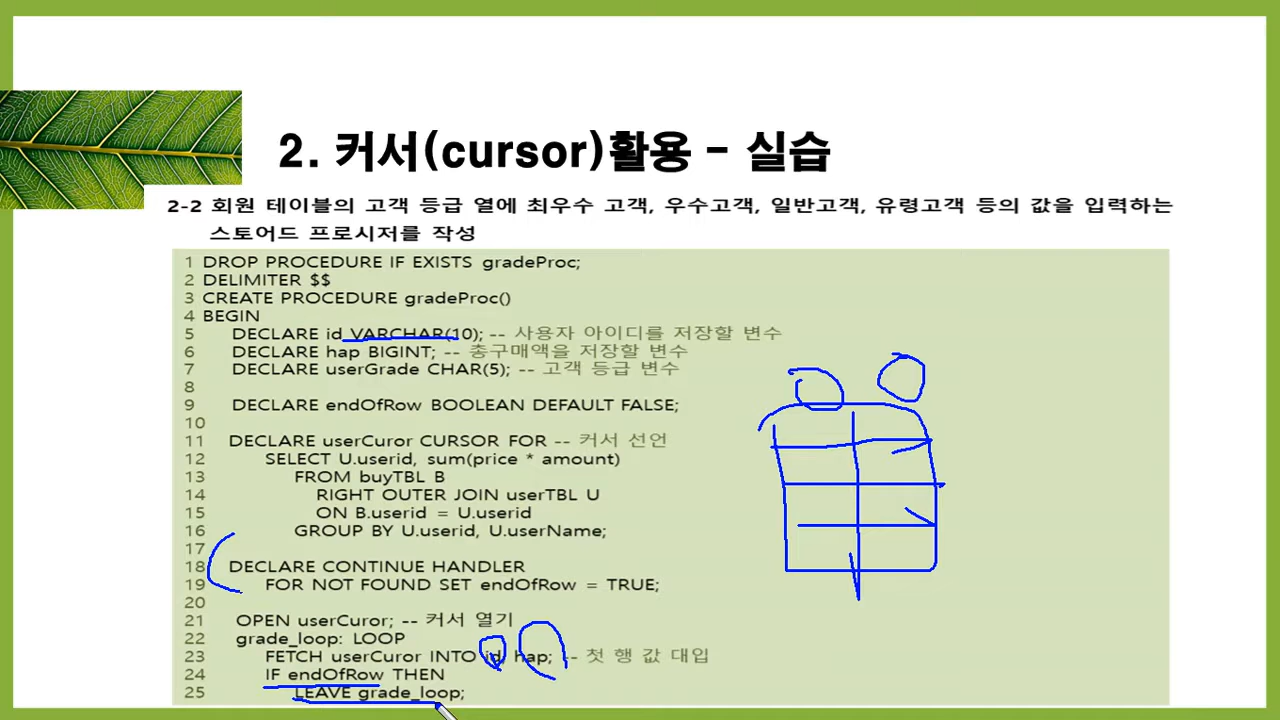 2. 커서(cursor)활용 - 실습
2-2 회원 테이블의 고객 등급 열에 최우수 고객, 우수고객, 일반고객, 유령고객 등의 값을 입력하는
스토어드 프로시저를 작성
1 DROP PROCEDURE IF EXISTS gradeProc;
2 DELIMITER $$
3 CREATE PROCEDURE gradeProc()
4 BEGIN
5 DECLARE id VARCHAR(10); -- 사용자 아이디를 저장할 변수
6 DECLARE hap BIGINT; -- 총구매액을 저장할 변수
7 DECLARE userGrade CHAR(5); -- 고객 등급 변수
8
9 DECLARE endOfRow BOOLEAN DEFAULT FALSE;
10
11 DECLARE userCuror CURSOR FOR -- 커서 선언
12 SELECT U.userid, sum(price * amount)
13 FROM buyTBL B
14 RIGHT OUTER JOIN userTBL U
15 ON B.userid = U.userid
16 GROUP BY U.userid, U.userName;
17
18 DECLARE CONTINUE HANDLER
19 FOR NOT FOUND SET endOfRow = TRUE;
20
21 OPEN userCuror; -- 커서 열기
22 grade_loop: LOOP
23 FETCH userCuror INTO id, hap; -- 첫 행 값 대입
24 IF endOfRow THEN
25 LEAVE grade_loop;